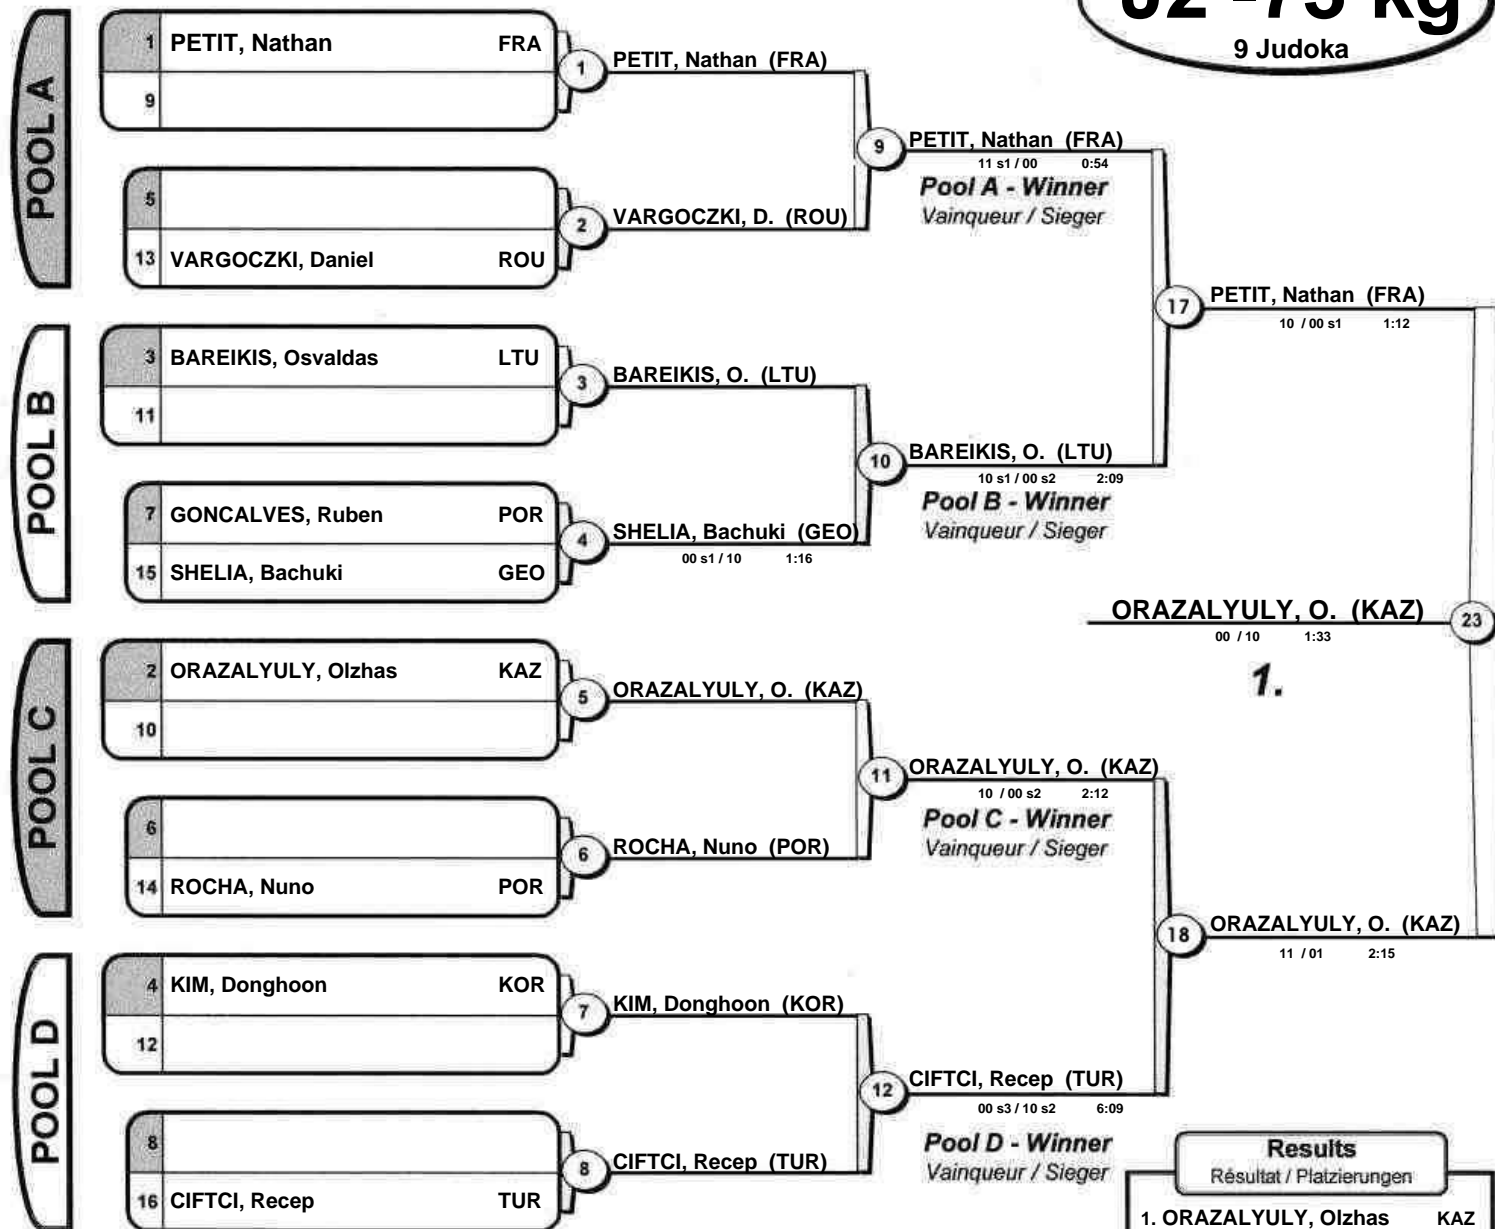 9 Judoka
POOL A
1 PETIT, Nathan FRA
9
1
PETIT, Nathan (FRA)
5
13 VARGOCZKI, Daniel ROU
2
VARGOCZKI, D. (ROU)
9
PETIT, Nathan (FRA)
11 s1 / 00 0:54
Pool A - Winner
Vainqueur / Sieger
POOL B
3 BAREIKIS, Osvaldas LTU
11
3
BAREIKIS, O. (LTU)
7 GONCALVES, Ruben POR
15 SHELIA, Bachuki GEO
4
SHELIA, Bachuki (GEO)
00 s1 / 10 1:16
10
BAREIKIS, O. (LTU)
10 s1 / 00 s2 2:09
Pool B - Winner
Vainqueur / Sieger
17
PETIT, Nathan (FRA)
10 / 00 s1 1:12
ORAZALYULY, O. (KAZ)
00 / 10 1:33
23
1.
POOL C
2 ORAZALYULY, Olzhas KAZ
10
5
ORAZALYULY, O. (KAZ)
6
14 ROCHA, Nuno POR
6
ROCHA, Nuno (POR)
11
ORAZALYULY, O. (KAZ)
10 / 00 s2 2:12
Pool C - Winner
Vainqueur / Sieger
POOL D
4 KIM, Donghoon KOR
12
7
KIM, Donghoon (KOR)
8
16 CIFTCI, Recep TUR
8
CIFTCI, Recep (TUR)
12
CIFTCI, Recep (TUR)
00 s3 / 10 s2 6:09
Pool D - Winner
Vainqueur / Sieger
18
ORAZALYULY, O. (KAZ)
11 / 01 2:15
Results
Résultat / Platzierungen
1. ORAZALYULY, Olzhas KAZ